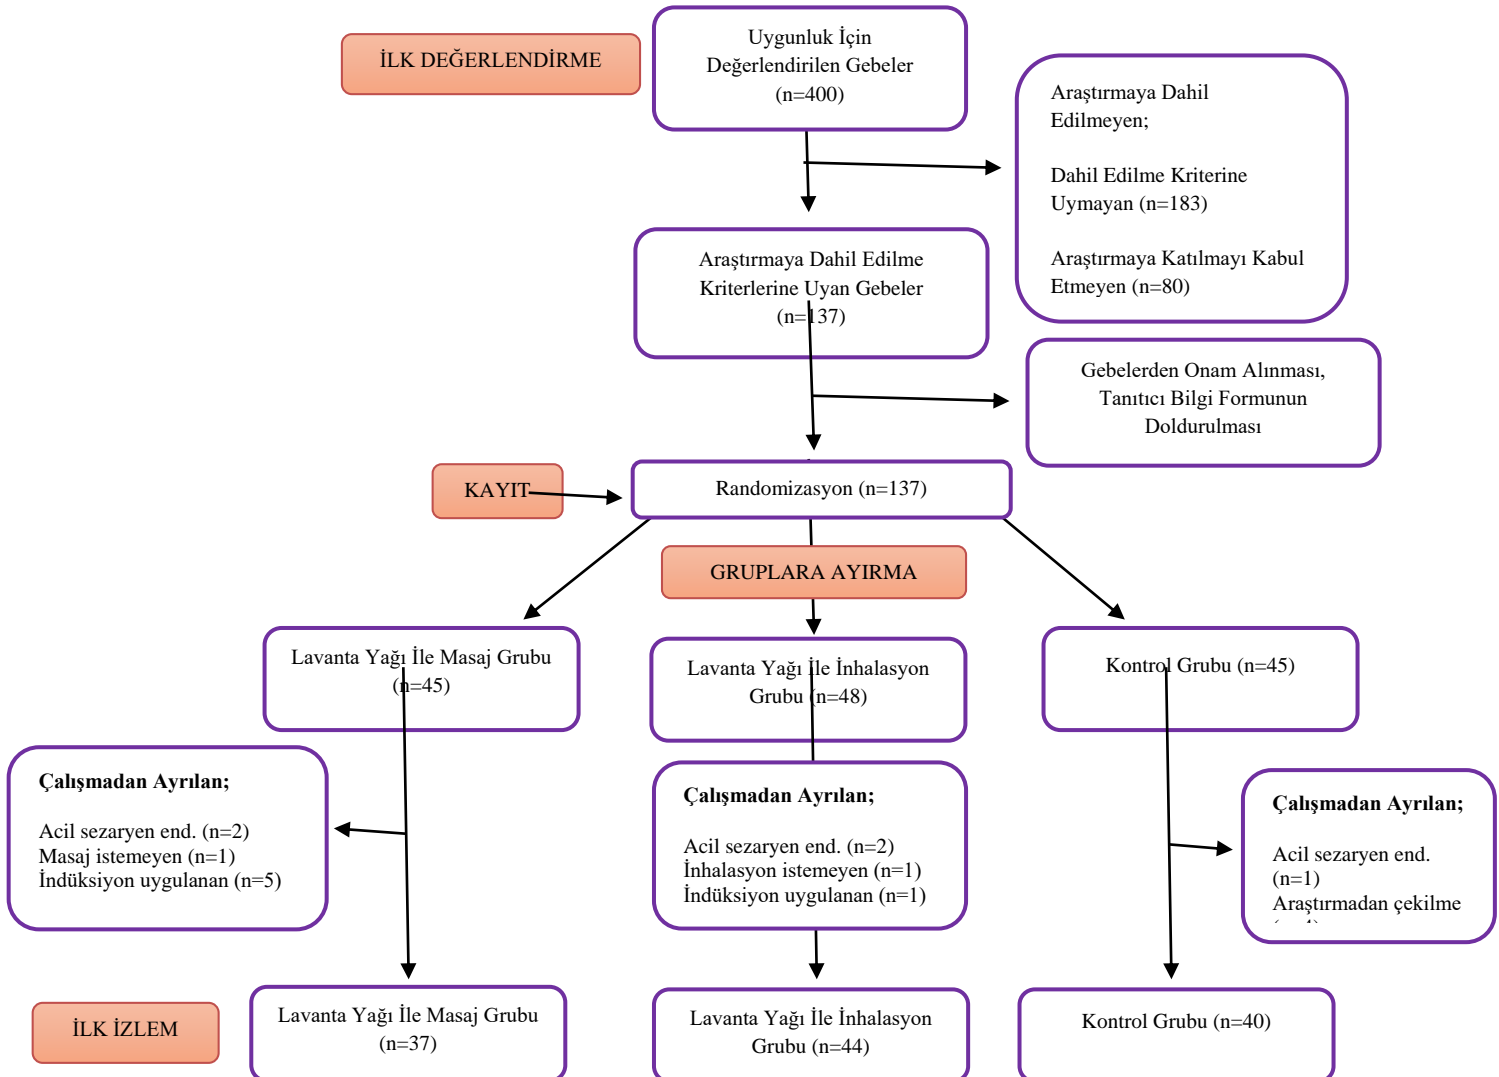 İLK DEĞERLENDİRME
Uygunluk İçin
Değerlendirilen Gebeler
(n=400)
Araştırmaya Dahil
Edilmeyen;
Dahil Edilme Kriterine
Uymayan (n=183)
Araştırmaya Katılmayı Kabul
Etmeyen (n=80)
Araştırmaya Dahil Edilme
Kriterlerine Uyan Gebeler
(n=137)
Gebelerden Onam Alınması,
Tanıtıcı Bilgi Formunun
Doldurulması
KAYIT
Randomizasyon (n=137)
GRUPLARA AYIRMA
Lavanta Yağı İle Masaj Grubu
(n=45)
Lavanta Yağı İle İnhalasyon
Grubu (n=48)
Kontrol Grubu (n=45)
Çalışmadan Ayrılan;
Acil sezaryen end. (n=2)
Masaj istemeyen (n=1)
İndüksiyon uygulanan (n=5)
Çalışmadan Ayrılan;
Acil sezaryen end. (n=2)
İnhalasyon istemeyen (n=1)
İndüksiyon uygulanan (n=1)
Çalışmadan Ayrılan;
Acil sezaryen end.
(n=1)
Araştırmadan çekilme
İLK İZLEM
Lavanta Yağı İle Masaj Grubu
(n=37)
Lavanta Yağı İle İnhalasyon
Grubu (n=44)
Kontrol Grubu (n=40)